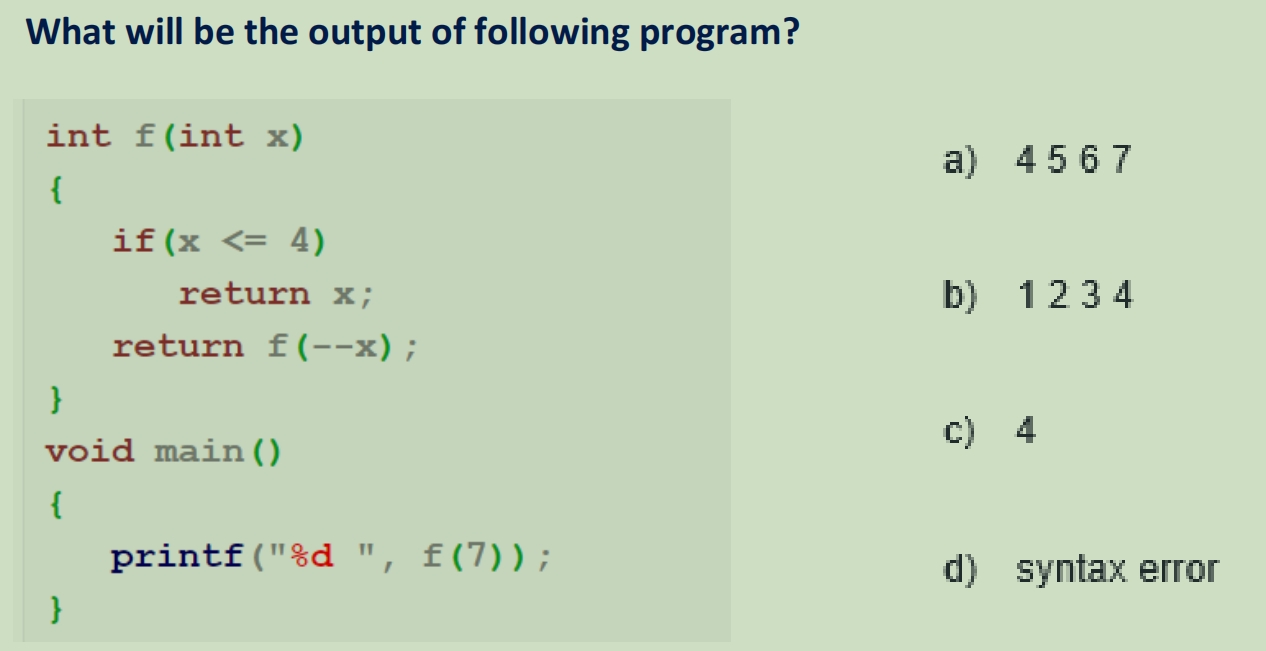 What will be the output of following program?
int f(int x)
{
if(x <= 4)
return x;
return f(--x);
}
void main()
{
printf("%d ", f(7));
}
a) 4 5 6 7
b) 1 2 3 4
c) 4
d) syntax error